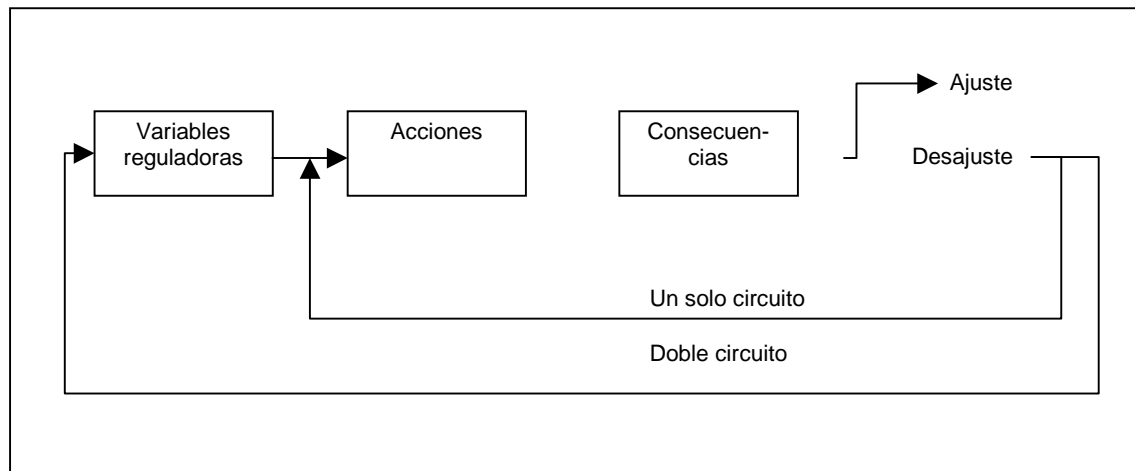 Ajuste
Variables
reguladoras
Acciones
Consecuen-
cias
Desajuste
Un solo circuito
Doble circuito